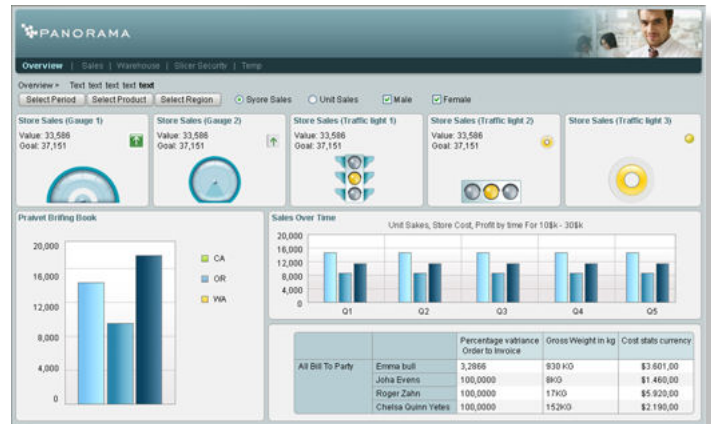 PANORAMA
Overview | Sales | Warehouse | Slicer Security | Temp
Overview » Text text text text text
Select Period Select Product Select Region Syore Sales Unit Sales Male Female
Store Sales (Gauge 1)
Value: 33,586
Goal: 37,151
Store Sales (Gauge 2)
Value: 33,586
Goal: 37,151
Store Sales (Traffic light 1)
Value: 33,586
Goal: 37,151
Store Sales (Traffic light 2)
Value: 33,586
Goal: 37,151
Store Sales (Traffic light 3)
Praivet Brifing Book
20,000
16,000
12,000
8,000
4,000
0
CA
OR
WA
Sales Over Time
Unit Sakes, Store Cost, Profit by time For 10$k - 30$k
20,000
16,000
12,000
8,000
4,000
0
Q1 Q2 Q3 Q4 Q5
Percentage vatriance Order to Invoice Gross Weight in kg Cost stats currency
All Bill To Party Emma bull 3,2866 930 KG $3.601,00
Joha Evens 100,0000 8KG $1.460,00
Roger Zahn 100,0000 17KG $5.920,00
Chelsa Quinn Yetes 100,0000 152KG $2.190,00